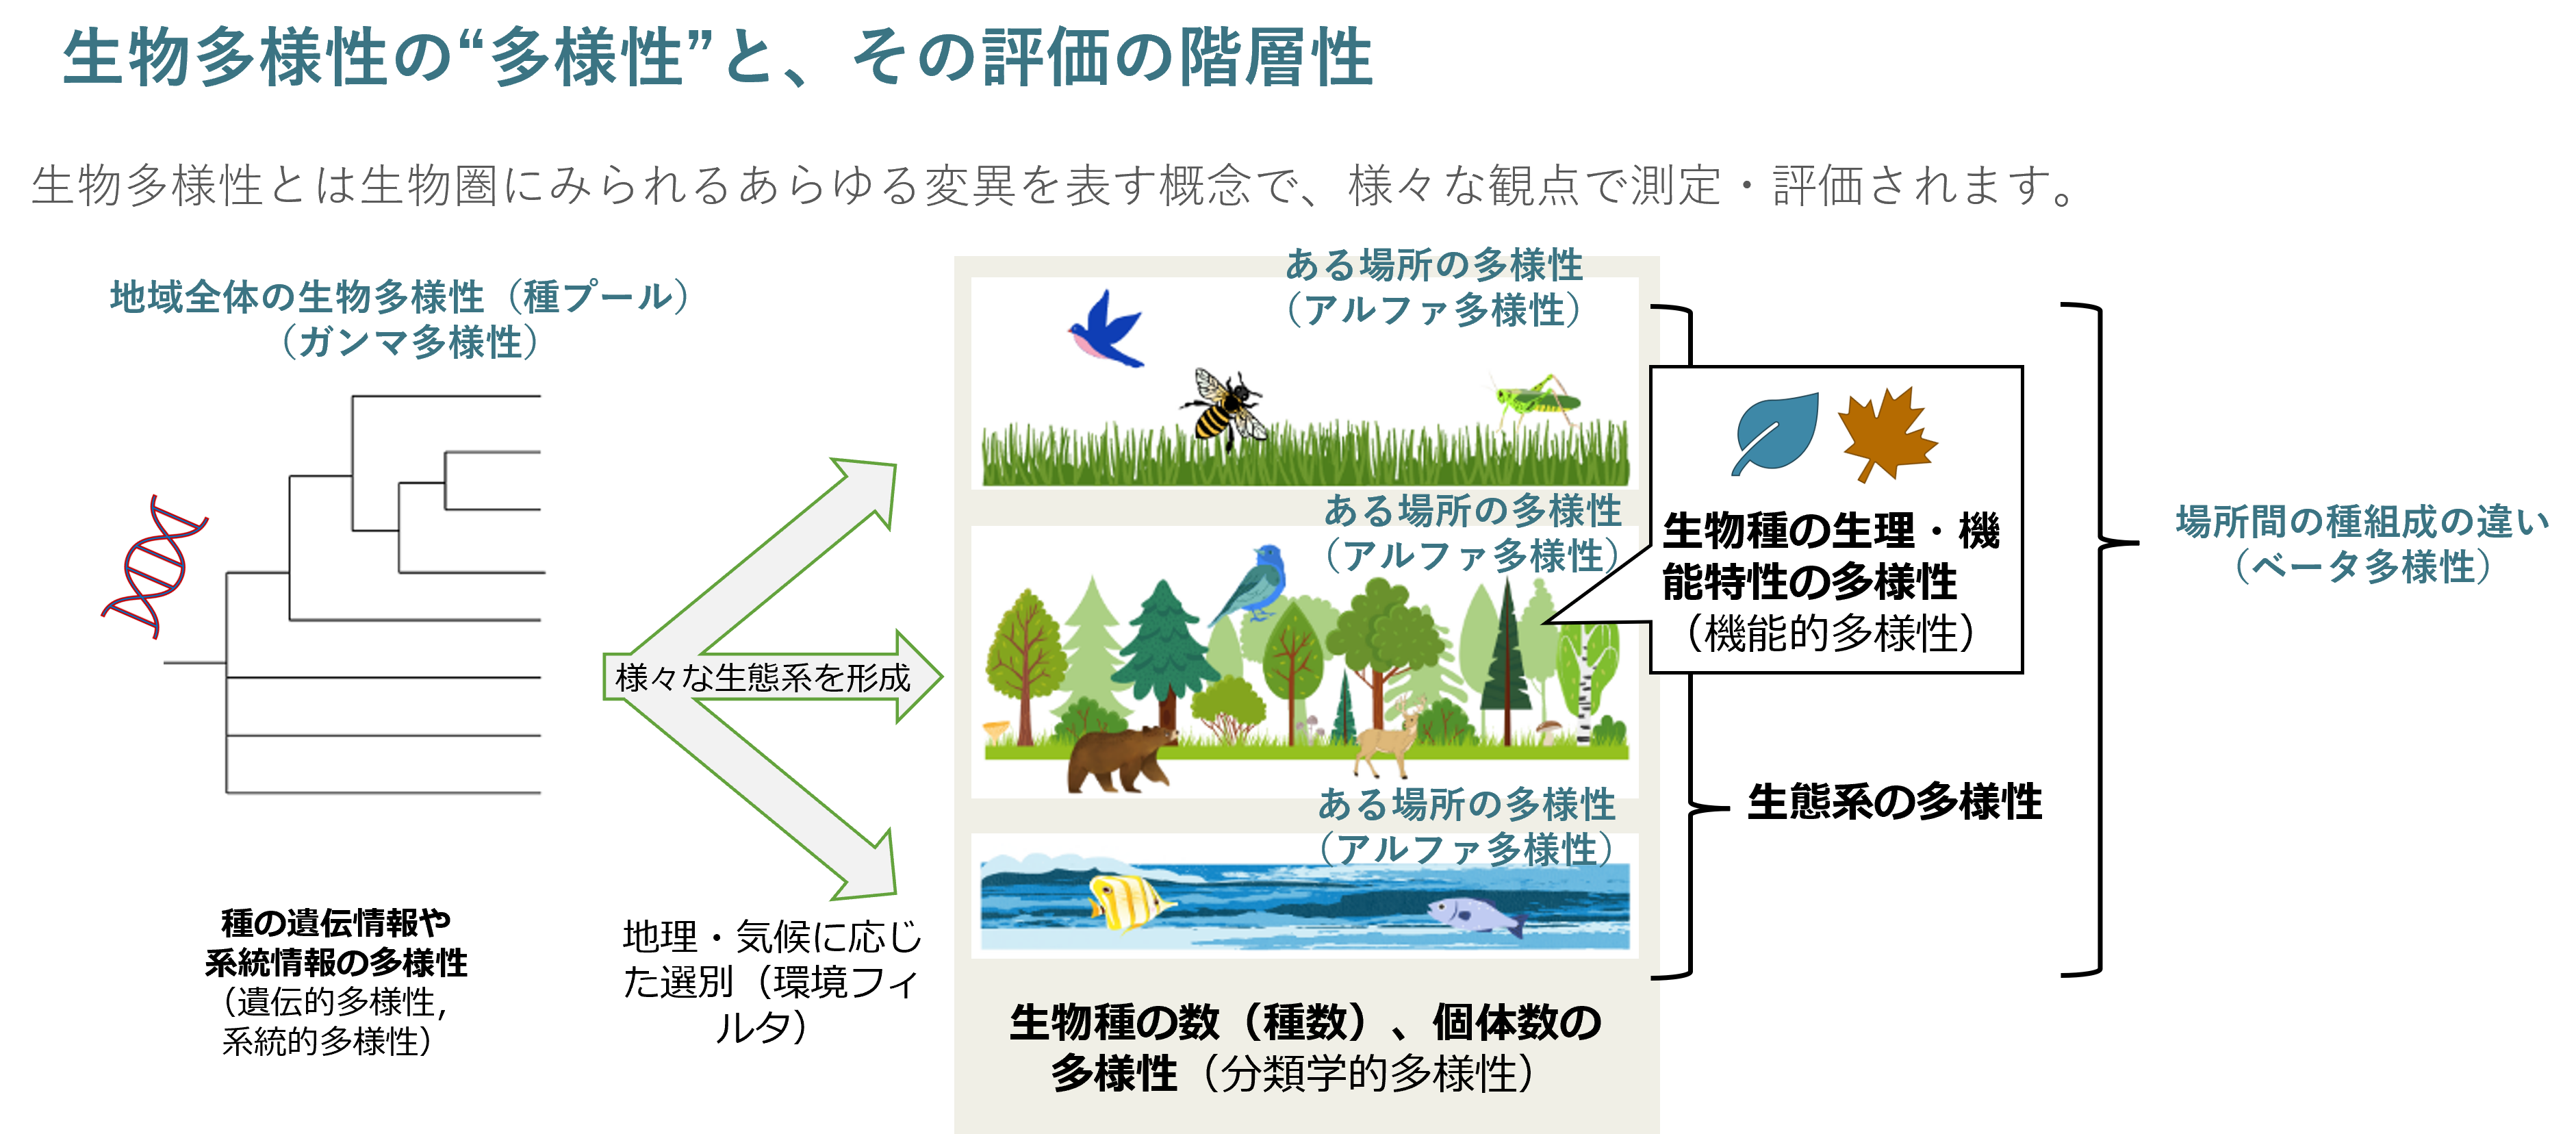 生物多様性の“多様性”と、その評価の階層性
生物多様性とは生物圏にみられるあらゆる変異を表す概念で、様々な観点で測定・評価されます。
地域全体の生物多様性（種プール）
（ガンマ多様性）
種の遺伝情報や
系統情報の多様性
（遺伝的多様性,
系統的多様性）
様々な生態系を形成
地理・気候に応じ
た選別（環境フィ
ルタ）
ある場所の多様性
（アルファ多様性）
ある場所の多様性
（アルファ多様性）
ある場所の多様性
（アルファ多様性）
生物種の数（種数）、個体数の
多様性（分類学的多様性）
生物種の生理・機
能特性の多様性
（機能的多様性）
生態系の多様性
場所間の種組成の違い
（ベータ多様性）